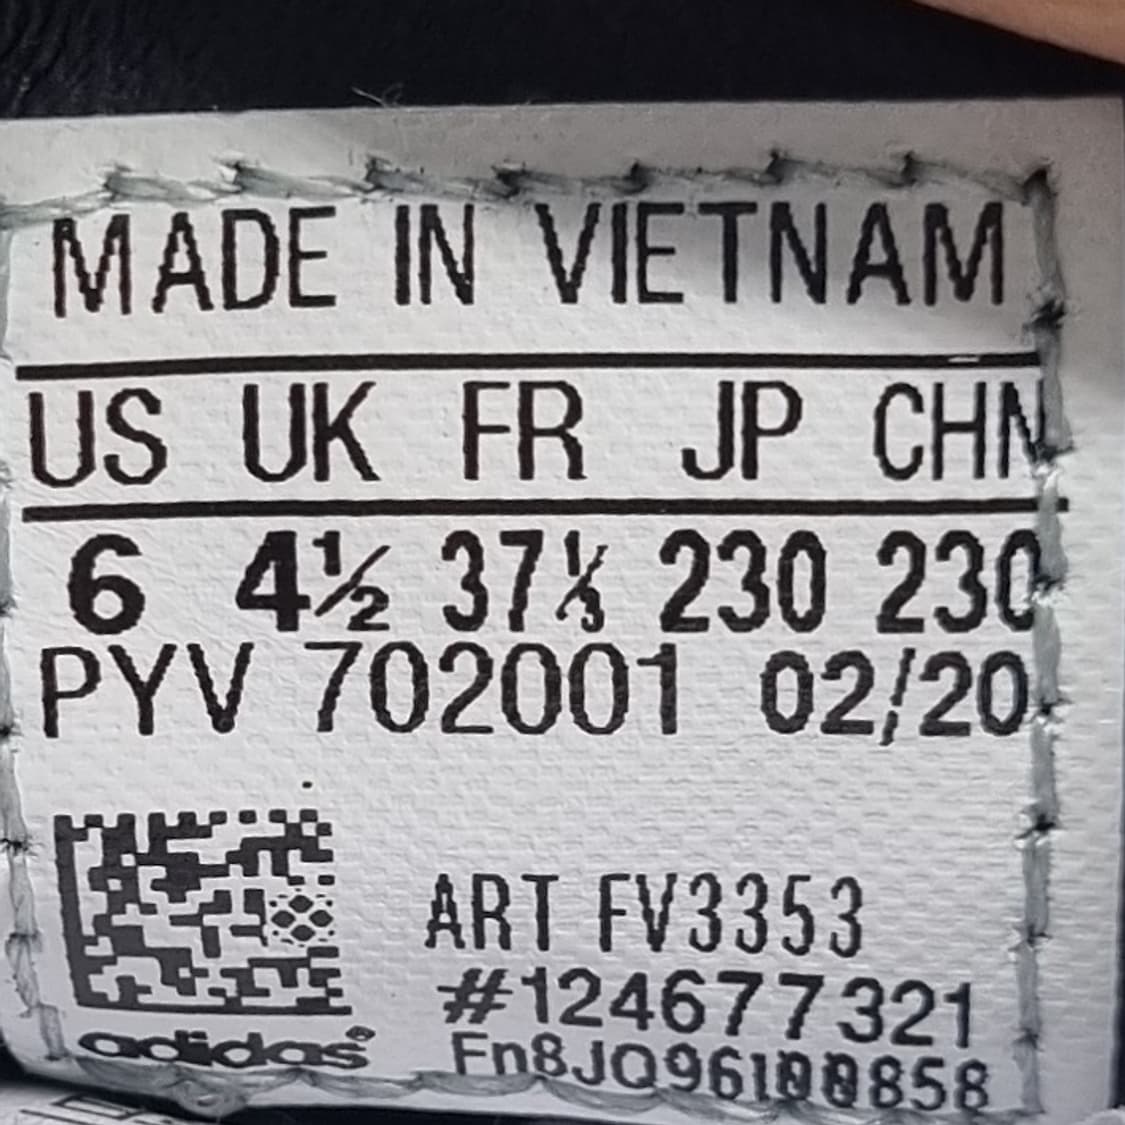 MADE IN VIETNAM
US UK FR JP CHN
6 4½ 37⅓ 230 230
PYV 702001 02/20
ART FV3353
#124677321
adidas®